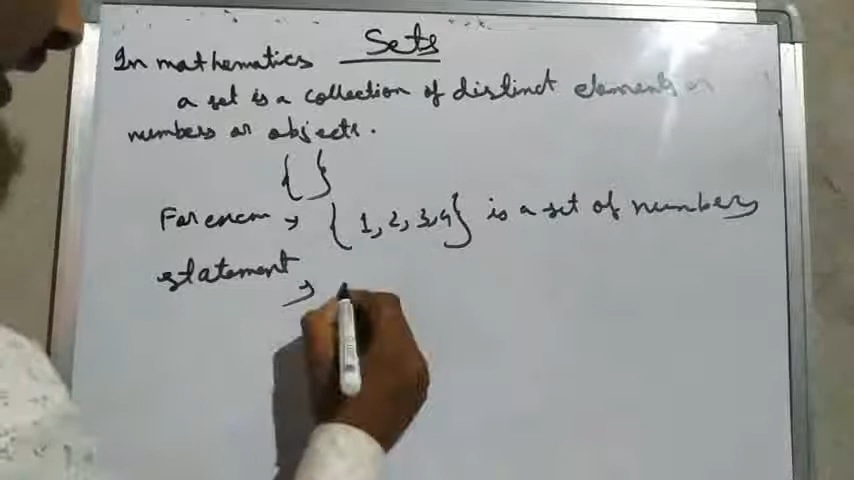 Sets
In mathematics
a set is a collection of distinct elements or
numbers or objects.
{ }
For exam → { 1, 2, 3, 4 } is a set of numbers
statement →